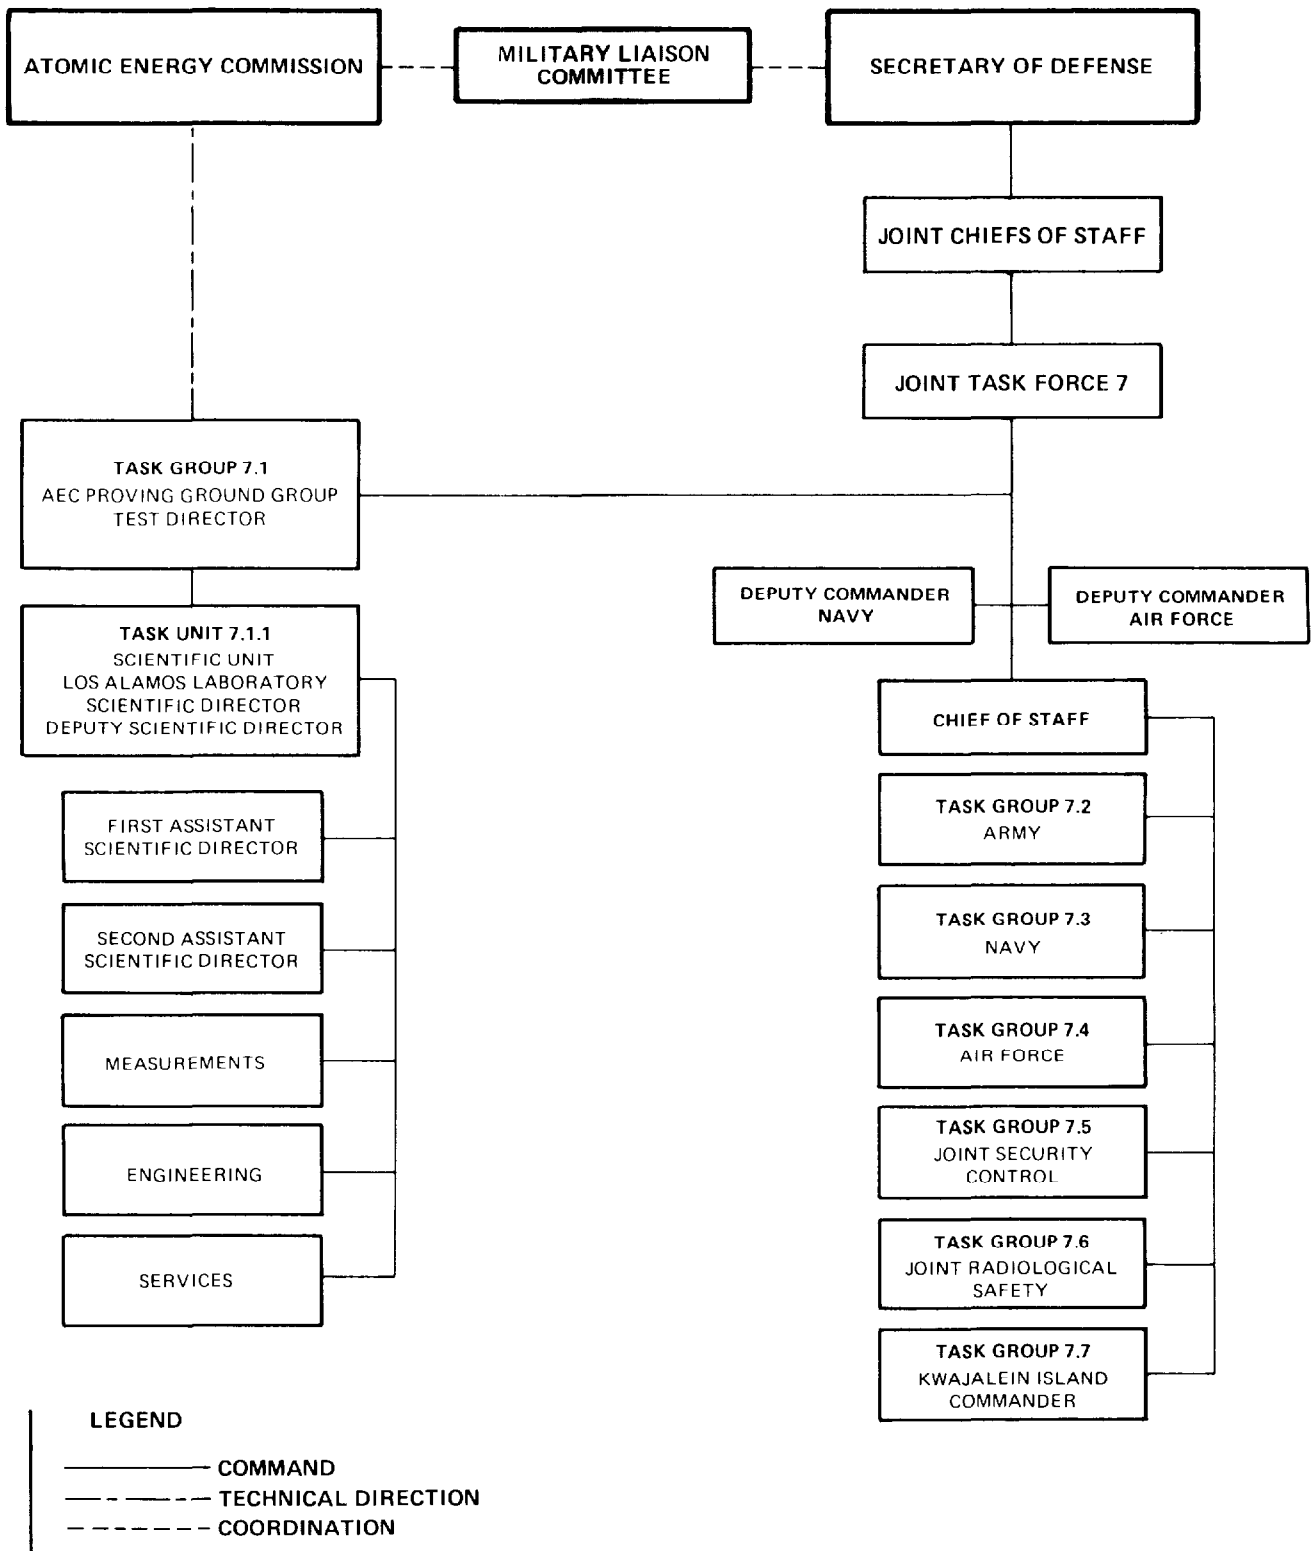 ATOMIC ENERGY COMMISSION
MILITARY LIAISON
COMMITTEE
SECRETARY OF DEFENSE
JOINT CHIEFS OF STAFF
JOINT TASK FORCE 7
TASK GROUP 7.1
AEC PROVING GROUND GROUP
TEST DIRECTOR
DEPUTY COMMANDER
NAVY
DEPUTY COMMANDER
AIR FORCE
TASK UNIT 7.1.1
SCIENTIFIC UNIT
LOS ALAMOS LABORATORY
SCIENTIFIC DIRECTOR
DEPUTY SCIENTIFIC DIRECTOR
FIRST ASSISTANT
SCIENTIFIC DIRECTOR
SECOND ASSISTANT
SCIENTIFIC DIRECTOR
MEASUREMENTS
ENGINEERING
SERVICES
CHIEF OF STAFF
TASK GROUP 7.2
ARMY
TASK GROUP 7.3
NAVY
TASK GROUP 7.4
AIR FORCE
TASK GROUP 7.5
JOINT SECURITY
CONTROL
TASK GROUP 7.6
JOINT RADIOLOGICAL
SAFETY
TASK GROUP 7.7
KWAJALEIN ISLAND
COMMANDER
LEGEND
COMMAND
TECHNICAL DIRECTION
COORDINATION